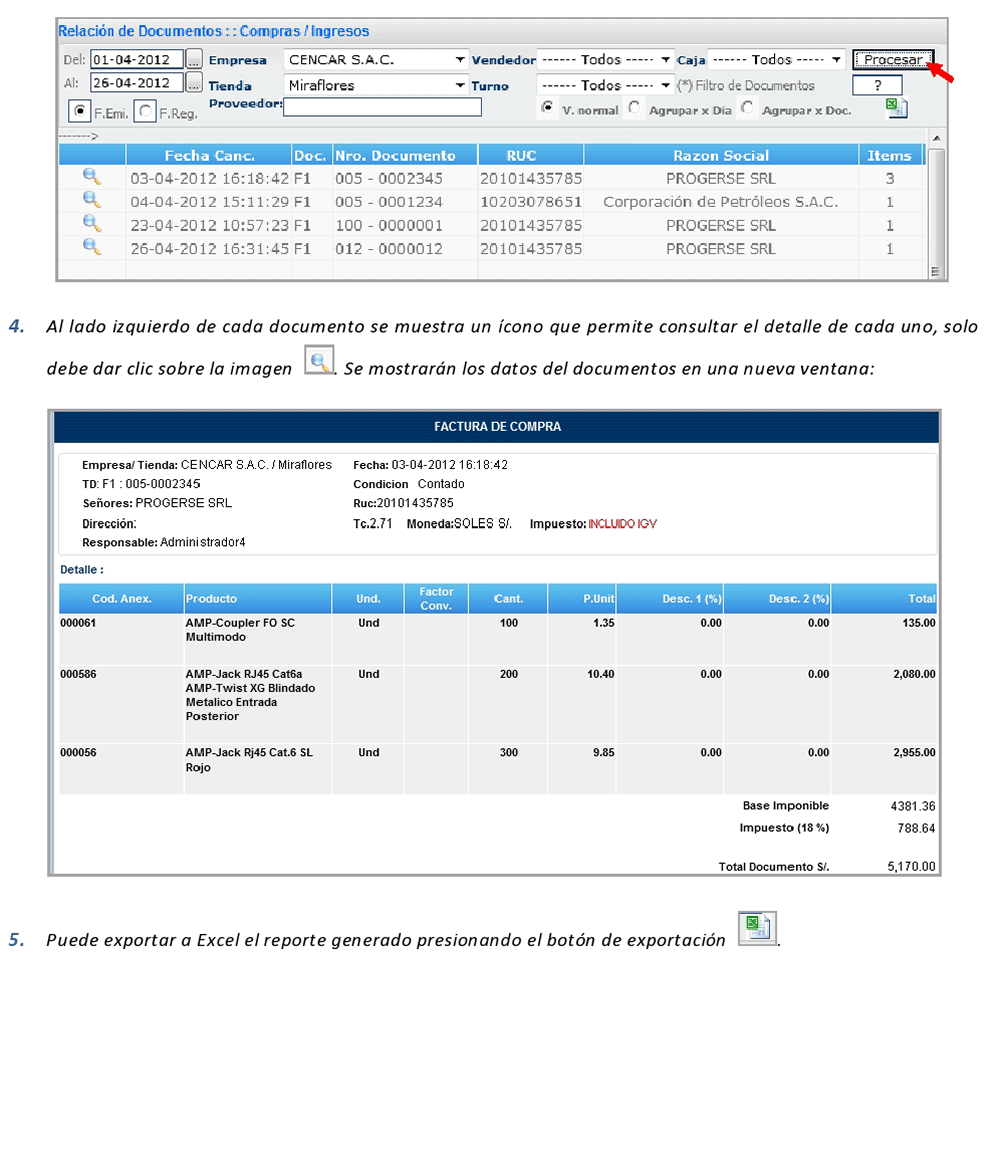 Relación de Documentos :: Compras / Ingresos
Del: 01-04-2012 ... Empresa CENCAR S.A.C. Vendedor ------ Todos ----- Caja ------ Todos ----- Procesar
Al: 26-04-2012 ... Tienda Miraflores Turno ------ Todos ----- (*) Filtro de Documentos ?
F.Emi. F.Reg. Proveedor: V. normal Agrupar x Dia Agrupar x Doc.
------->
Fecha Canc. Doc. Nro. Documento RUC Razon Social Items
03-04-2012 16:18:42 F1 005 - 0002345 20101435785 PROGERSE SRL 3
04-04-2012 15:11:29 F1 005 - 0001234 10203078651 Corporación de Petróleos S.A.C. 1
23-04-2012 10:57:23 F1 100 - 0000001 20101435785 PROGERSE SRL 1
26-04-2012 16:31:45 F1 012 - 0000012 20101435785 PROGERSE SRL 1
4. Al lado izquierdo de cada documento se muestra un ícono que permite consultar el detalle de cada uno, solo
debe dar clic sobre la imagen . Se mostrarán los datos del documentos en una nueva ventana:
FACTURA DE COMPRA
Empresa/ Tienda: CENCAR S.A.C. / Miraflores Fecha: 03-04-2012 16:18:42
TD: F1 : 005-0002345 Condicion Contado
Señores: PROGERSE SRL Ruc:20101435785
Dirección: Tc.2.71 Moneda:SOLES S/. Impuesto: INCLUIDO IGV
Responsable: Administrador4
Detalle :
Cod. Anex. Producto Und. Factor Conv. Cant. P.Unit Desc. 1 (%) Desc. 2 (%) Total
000061 AMP-Coupler FO SC Und 100 1.35 0.00 0.00 135.00
Multimodo
000586 AMP-Jack RJ45 Cat6a Und 200 10.40 0.00 0.00 2,080.00
AMP-Twist XG Blindado
Metalico Entrada
Posterior
000056 AMP-Jack Rj45 Cat.6 SL Und 300 9.85 0.00 0.00 2,955.00
Rojo
Base Imponible 4381.36
Impuesto (18 %) 788.64
Total Documento S/. 5,170.00
5. Puede exportar a Excel el reporte generado presionando el botón de exportación .